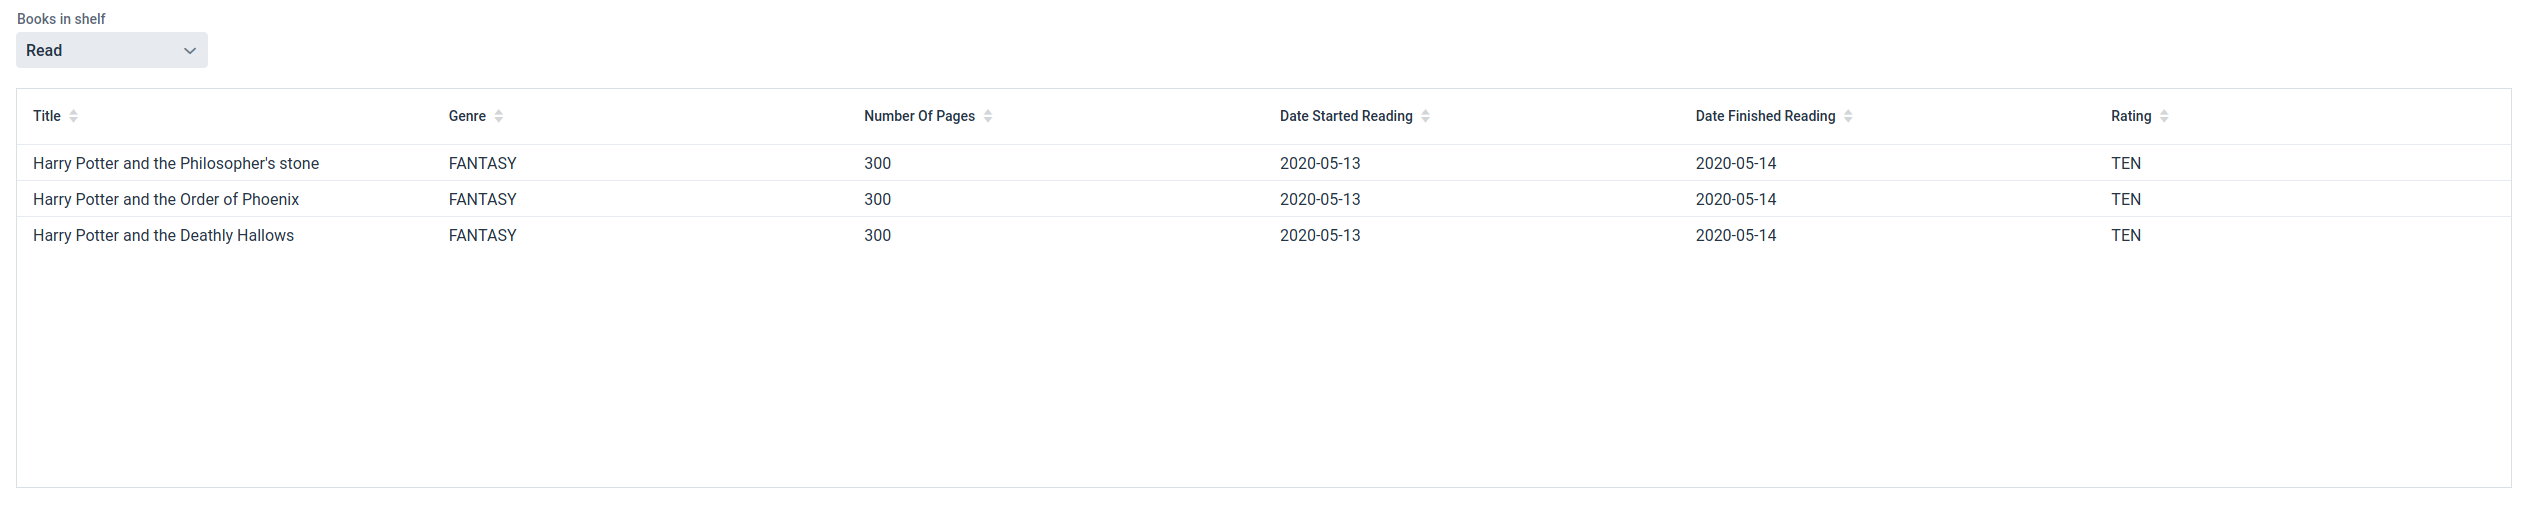 Books in shelf
Read
Title Genre Number Of Pages Date Started Reading Date Finished Reading Rating
Harry Potter and the Philosopher's stone FANTASY 300 2020-05-13 2020-05-14 TEN
Harry Potter and the Order of Phoenix FANTASY 300 2020-05-13 2020-05-14 TEN
Harry Potter and the Deathly Hallows FANTASY 300 2020-05-13 2020-05-14 TEN